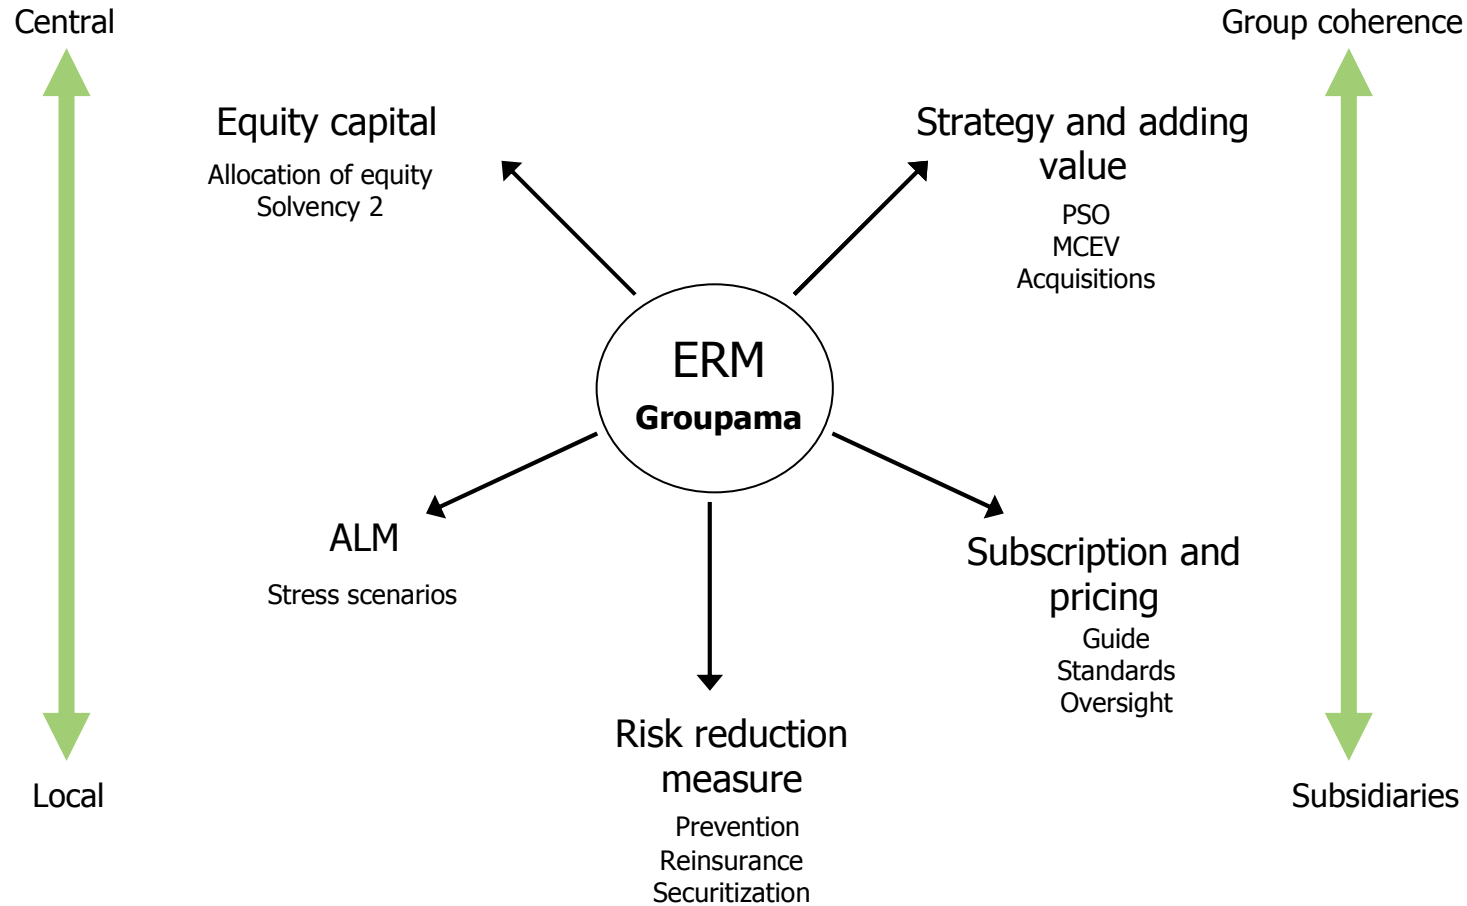 Central
Group coherence
Equity capital
Allocation of equity
Solvency 2
Strategy and adding
value
PSO
MCEV
Acquisitions
ERM
Groupama
ALM
Stress scenarios
Subscription and
pricing
Guide
Standards
Oversight
Risk reduction
measure
Prevention
Reinsurance
Securitization
Local
Subsidiaries